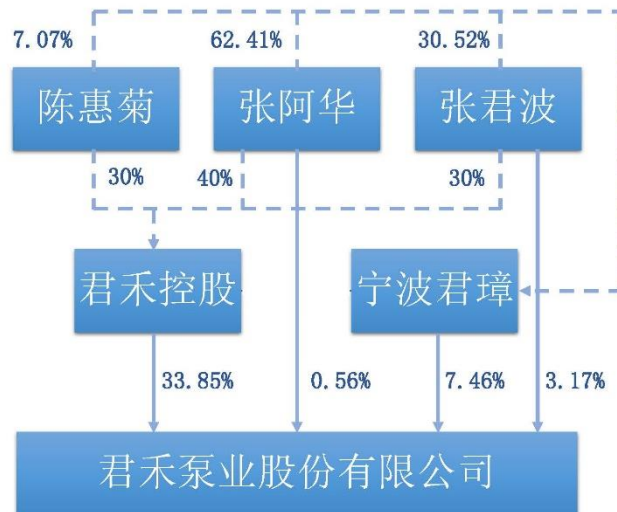 7.07%
62.41%
30.52%
陈惠菊
张阿华
张君波
30%
40%
30%
君禾控股
宁波君璋
33.85%
0.56%
7.46%
3.17%
君禾泵业股份有限公司